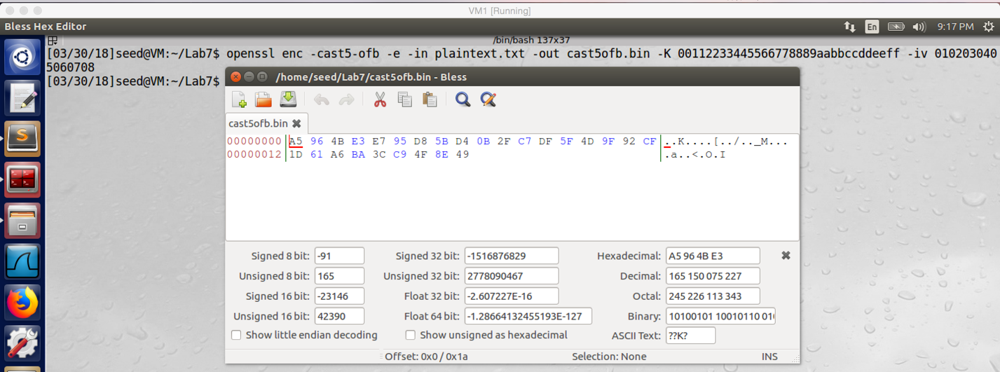 VM1 [Running]
Bless Hex Editor En 9:17 PM
/bin/bash 137x37
[03/30/18]seed@VM:~/Lab7$ openssl enc -cast5-ofb -e -in plaintext.txt -out cast5ofb.bin -K 00112233445566778889aabbccddeeff -iv 010203040
5060708
[03/30/18]seed@VM:~/Lab7$
/home/seed/Lab7/cast5ofb.bin - Bless
cast5ofb.bin
00000000 A5 96 4B E3 E7 95 D8 5B D4 0B 2F C7 DF 5F 4D 9F 92 CF ..K....[../.._M...
00000012 1D 61 A6 BA 3C C9 4F 8E 49 .a..<.O.I
Signed 8 bit: -91 Signed 32 bit: -1516876829 Hexadecimal: A5 96 4B E3
Unsigned 8 bit: 165 Unsigned 32 bit: 2778090467 Decimal: 165 150 075 227
Signed 16 bit: -23146 Float 32 bit: -2.607227E-16 Octal: 245 226 113 343
Unsigned 16 bit: 42390 Float 64 bit: -1.28664132455193E-127 Binary: 10100101 10010110 010
Show little endian decoding Show unsigned as hexadecimal ASCII Text: ??K?
Offset: 0x0 / 0x1a Selection: None INS